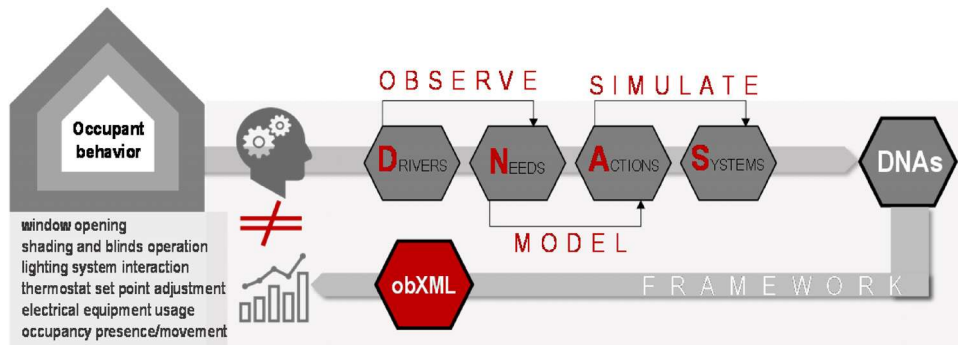 Occupant
behavior
window opening
shading and blinds operation
lighting system interaction
thermostat set point adjustment
electrical equipment usage
occupancy presence/movement
OBSERVE
SIMULATE
DRIVERS
NEEDS
ACTIONS
SYSTEMS
MODEL
DNAs
obXML
FRAMEWORK